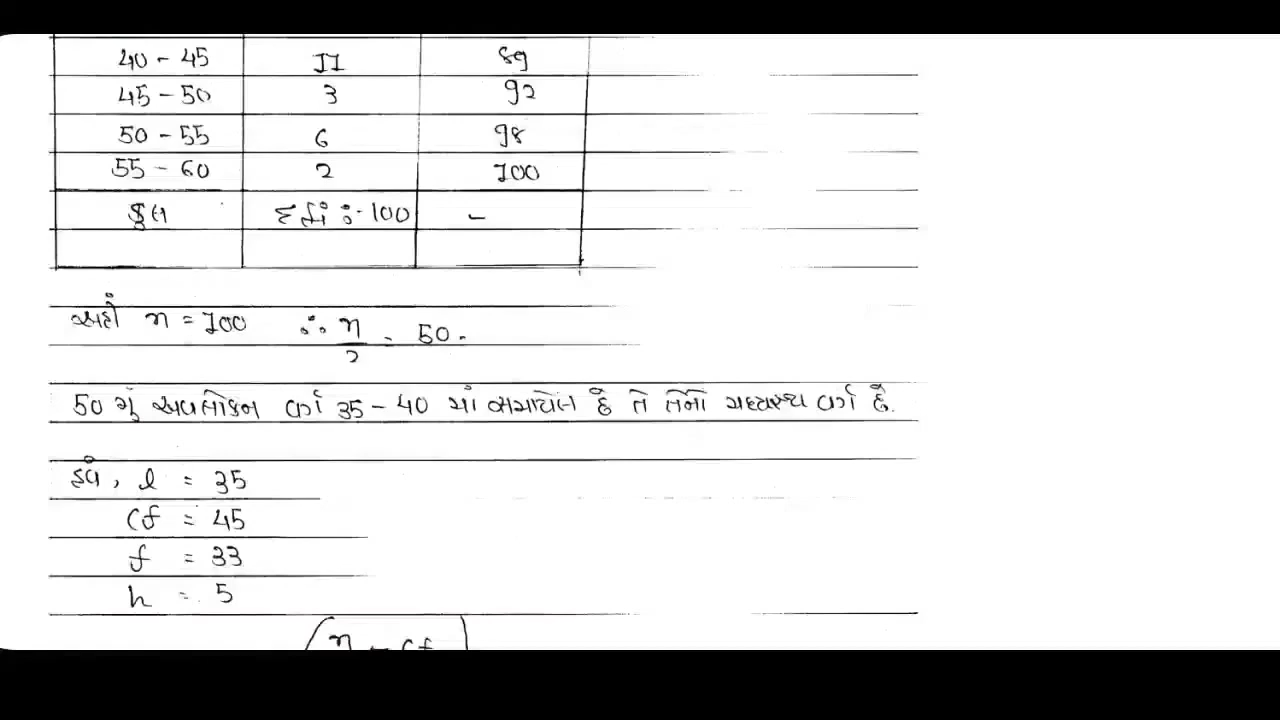 40 - 45 11 89
45 - 50 3 92
50 - 55 6 98
55 - 60 2 100
કુલ Σfi = 100 -
અહીં n = 100 ∴ n/2 = 50.
50 મું અવલોકન વર્ગ 35 - 40 માં સમાયેલ છે તે તેનો મધ્યસ્થ વર્ગ છે.
હવે, l = 35
cf = 45
f = 33
h = 5
n - cf